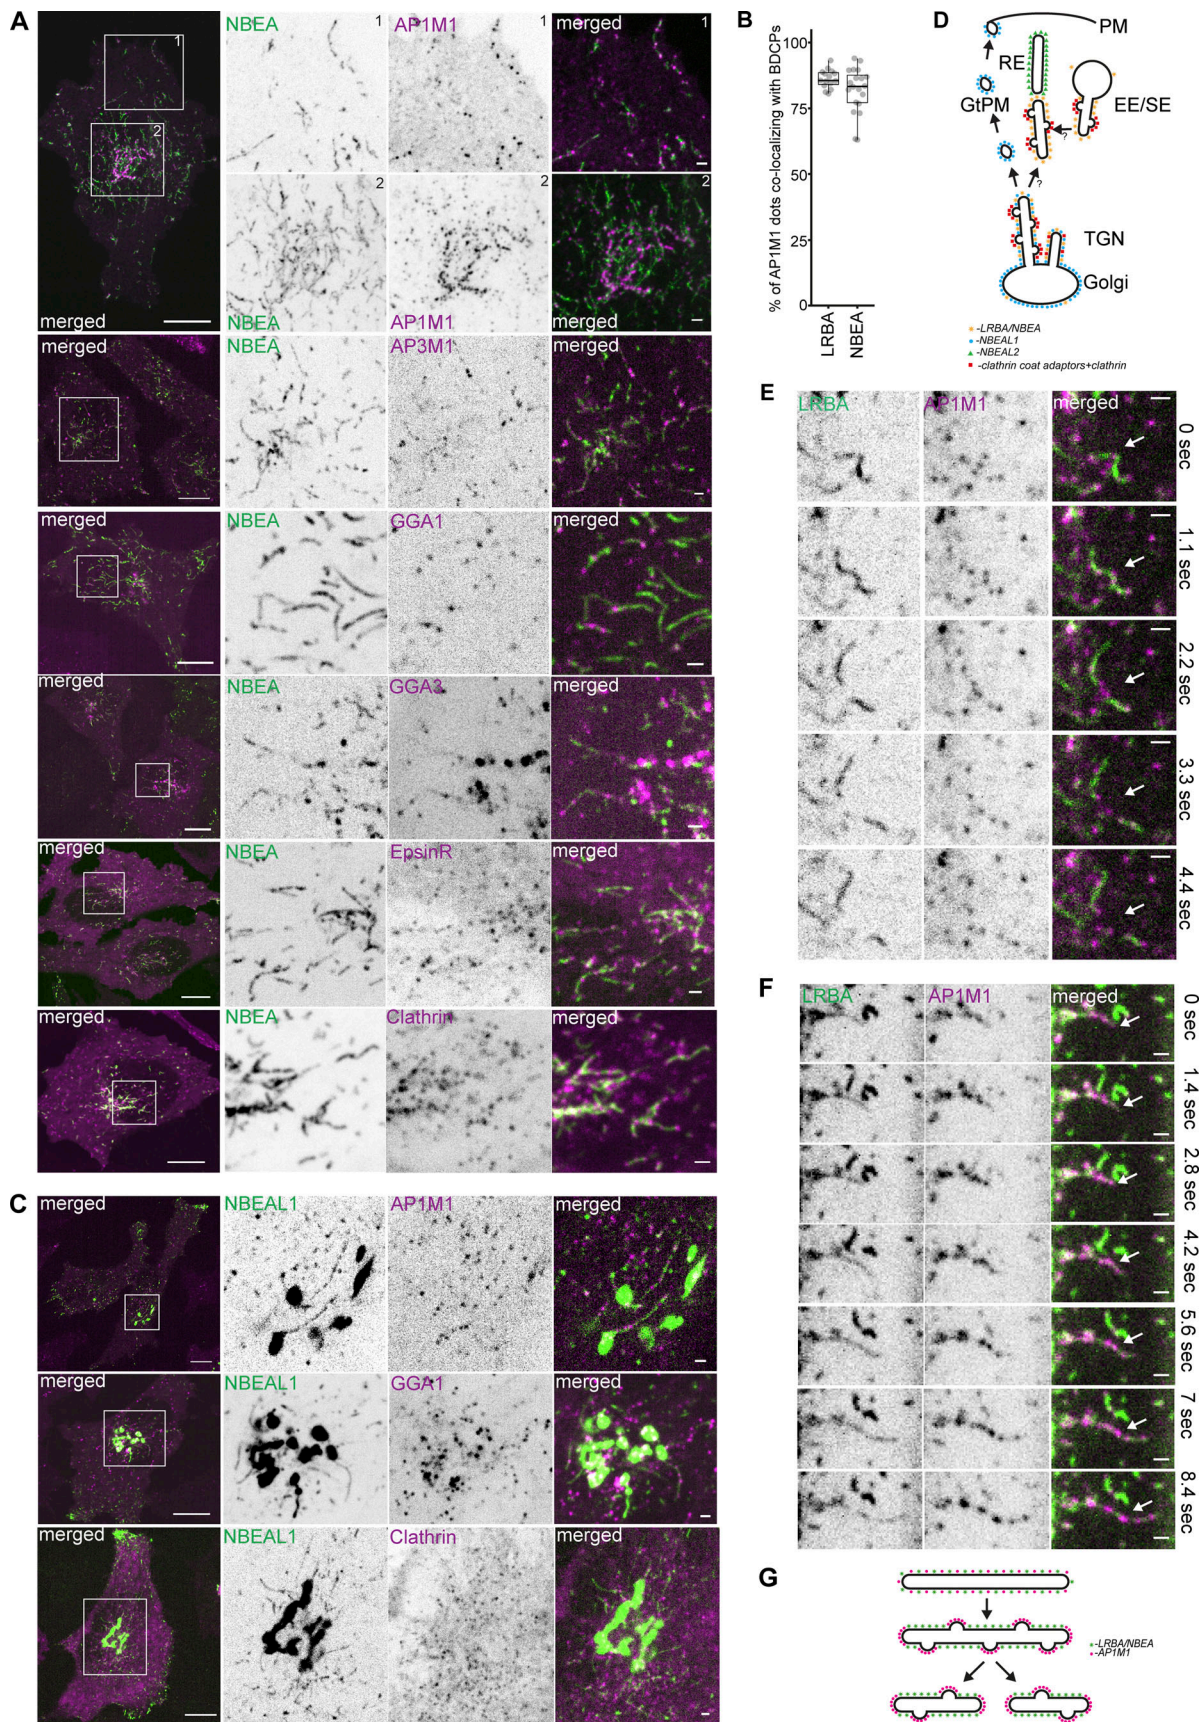 A
1
2
merged
NBEA
1
AP1M1
1
merged
1
2
2
2
NBEA
AP1M1
merged
merged
NBEA
AP3M1
merged
merged
NBEA
GGA1
merged
merged
NBEA
GGA3
merged
merged
NBEA
EpsinR
merged
merged
NBEA
Clathrin
merged
B
% of AP1M1 dots co-localizing with BDCPs
100
75
50
25
0
LRBA
NBEA
C
merged
NBEAL1
AP1M1
merged
merged
NBEAL1
GGA1
merged
merged
NBEAL1
Clathrin
merged
D
PM
RE
GtPM
EE/SE
?
?
TGN
Golgi
-LRBA/NBEA
-NBEAL1
-NBEAL2
-clathrin coat adaptors+clathrin
E
LRBA
AP1M1
merged
0 sec
1.1 sec
2.2 sec
3.3 sec
4.4 sec
F
LRBA
AP1M1
merged
0 sec
1.4 sec
2.8 sec
4.2 sec
5.6 sec
7 sec
8.4 sec
G
-LRBA/NBEA
-AP1M1